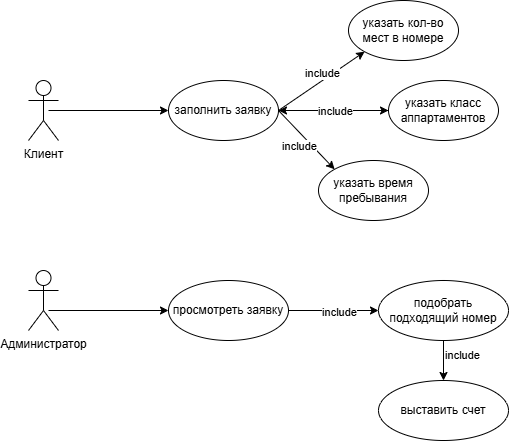 указать кол-во
мест в номере
include
заполнить заявку
include
указать класс
аппартаментов
include
Клиент
указать время
пребывания
просмотреть заявку
include
подобрать
подходящий номер
Администратор
include
выставить счет